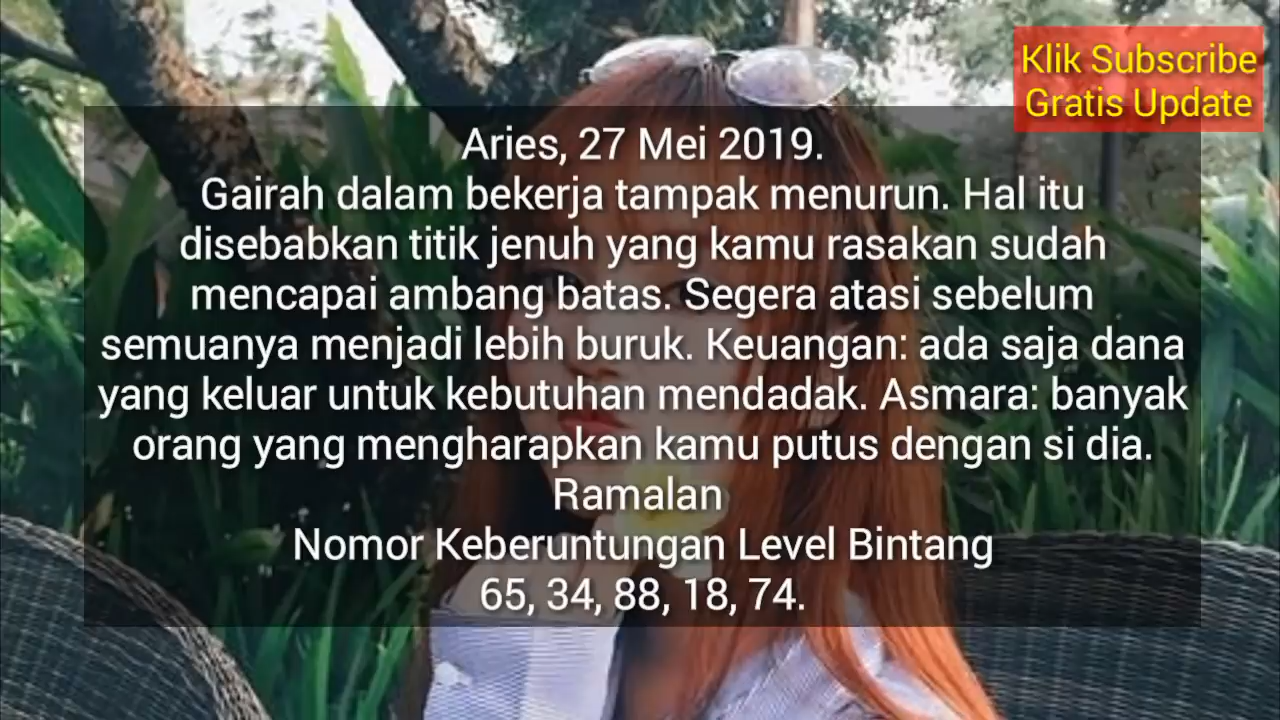 Klik Subscribe
Gratis Update
Aries, 27 Mei 2019.
Gairah dalam bekerja tampak menurun. Hal itu
disebabkan titik jenuh yang kamu rasakan sudah
mencapai ambang batas. Segera atasi sebelum
semuanya menjadi lebih buruk. Keuangan: ada saja dana
yang keluar untuk kebutuhan mendadak. Asmara: banyak
orang yang mengharapkan kamu putus dengan si dia.
Ramalan
Nomor Keberuntungan Level Bintang
65, 34, 88, 18, 74.